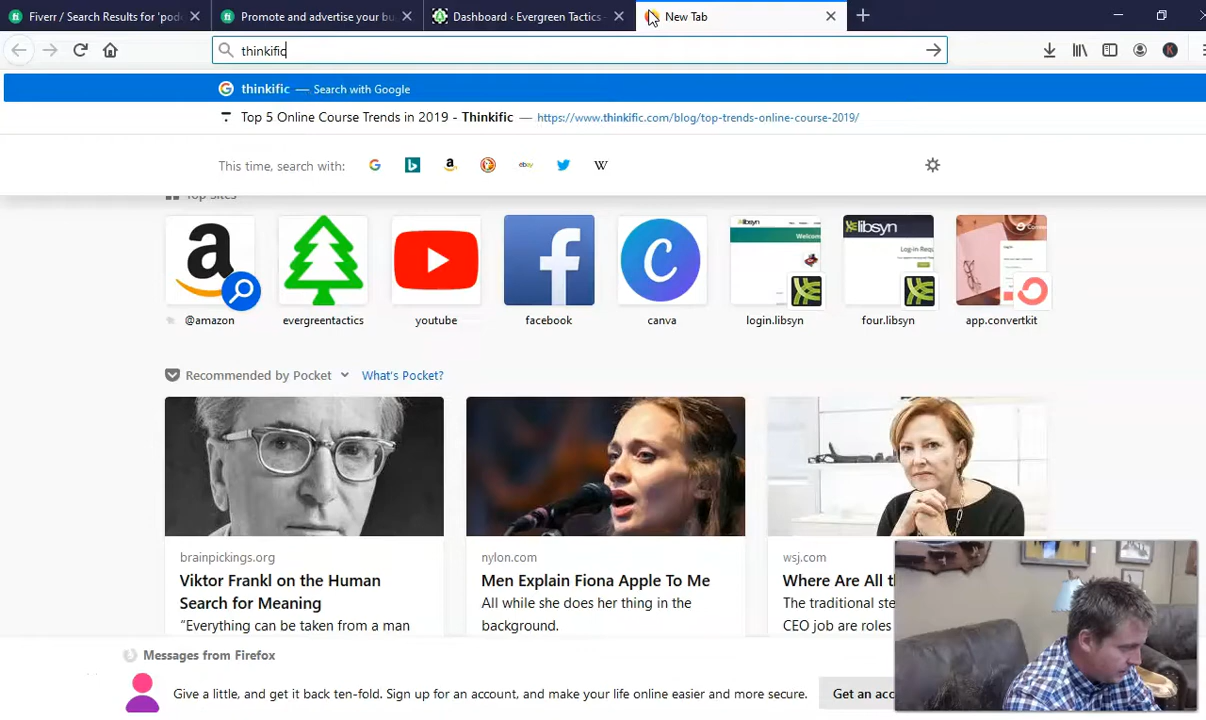 Fiverr / Search Results for 'pod
Promote and advertise your bu
Dashboard ‹ Evergreen Tactics -
New Tab
thinkific
thinkific — Search with Google
Top 5 Online Course Trends in 2019 - Thinkific — https://www.thinkific.com/blog/top-trends-online-course-2019/
This time, search with:
Top Sites
@amazon
evergreentactics
youtube
facebook
canva
login.libsyn
four.libsyn
app.convertkit
Recommended by Pocket
What's Pocket?
brainpickings.org
Viktor Frankl on the Human
Search for Meaning
“Everything can be taken from a man
nylon.com
Men Explain Fiona Apple To Me
All while she does her thing in the
background.
wsj.com
Where Are All t
The traditional ste
CEO job are roles
Messages from Firefox
Give a little, and get it back ten-fold. Sign up for an account, and make your life online easier and more secure.
Get an acc